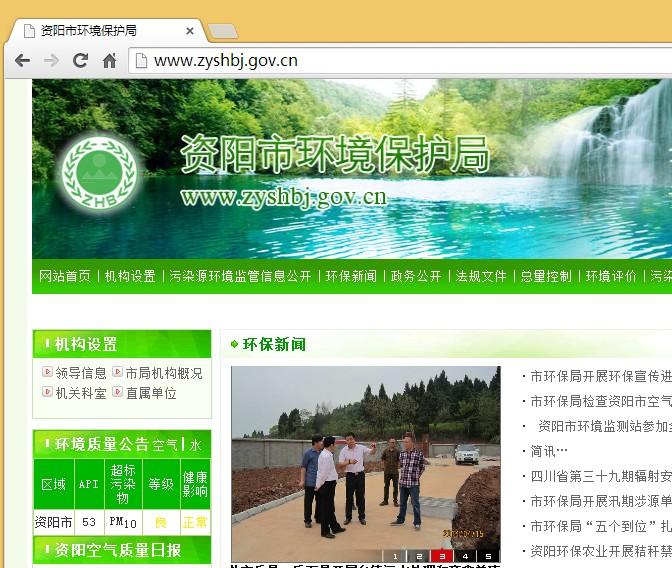 资阳市环境保护局
www.zyshbj.gov.cn
资阳市环境保护局
www.zyshbj.gov.cn
ZHB
网站首页 | 机构设置 | 污染源环境监管信息公开 | 环保新闻 | 政务公开 | 法规文件 | 总量控制 | 环境评价 | 污染
机构设置
领导信息 市局机构概况
机关科室 直属单位
环境质量公告 空气 | 水
区域 API 超标污染物 等级 健康影响
资阳市 53 PM10 良 正常
资阳空气质量日报
环保新闻
1 2 3 4 5
· 市环保局开展环保宣传进
· 市环保局检查资阳市空气
· 资阳市环境监测站参加全
· 简讯…
· 四川省第三十九期辐射安
· 市环保局开展汛期涉源单
· 市环保局“五个到位”扎
· 资阳环保农业开展秸秆禁